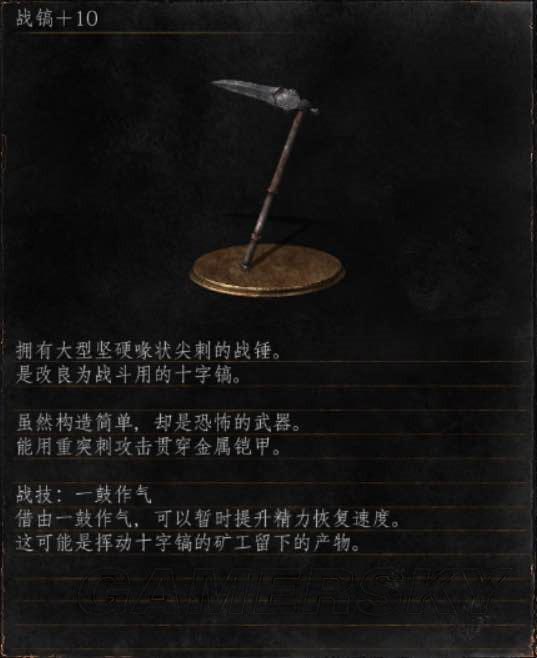 战镐+10
拥有大型坚硬喙状尖刺的战锤。
是改良为战斗用的十字镐。
虽然构造简单，却是恐怖的武器。
能用重突刺攻击贯穿金属铠甲。
战技：一鼓作气
借由一鼓作气，可以暂时提升精力恢复速度。
这可能是挥动十字镐的矿工留下的产物。
GAMERSKY